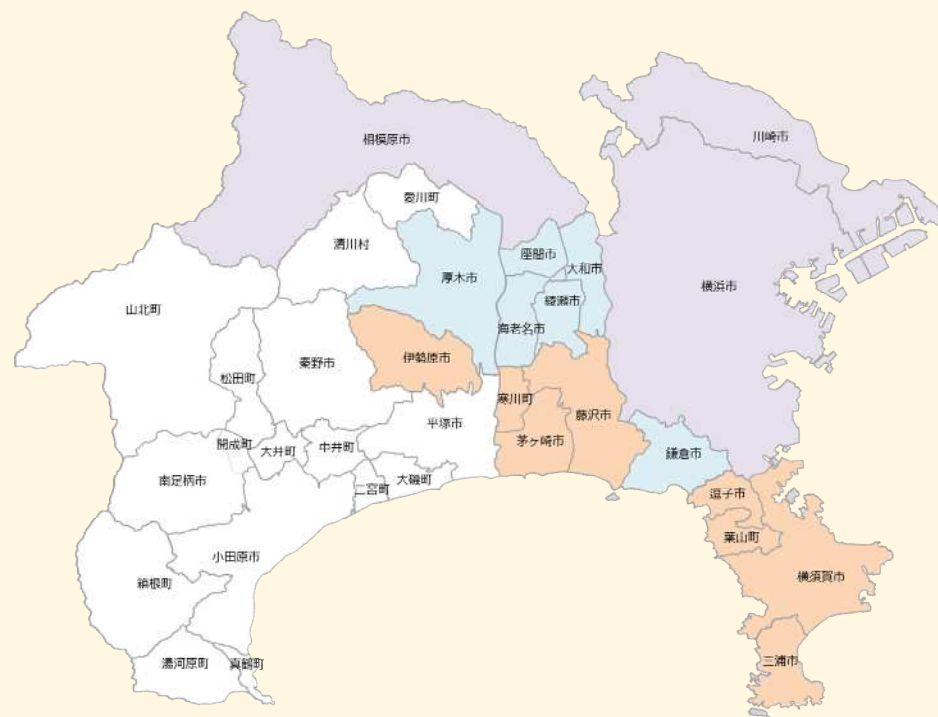 川崎市
相模原市
愛川町
清川村
座間市
大和市
厚木市
横浜市
綾瀬市
山北町
海老名市
伊勢原市
秦野市
松田町
寒川町
藤沢市
平塚市
茅ヶ崎市
開成町
大井町
中井町
鎌倉市
南足柄市
大磯町
二宮町
逗子市
葉山町
小田原市
横須賀市
箱根町
三浦市
湯河原町
真鶴町